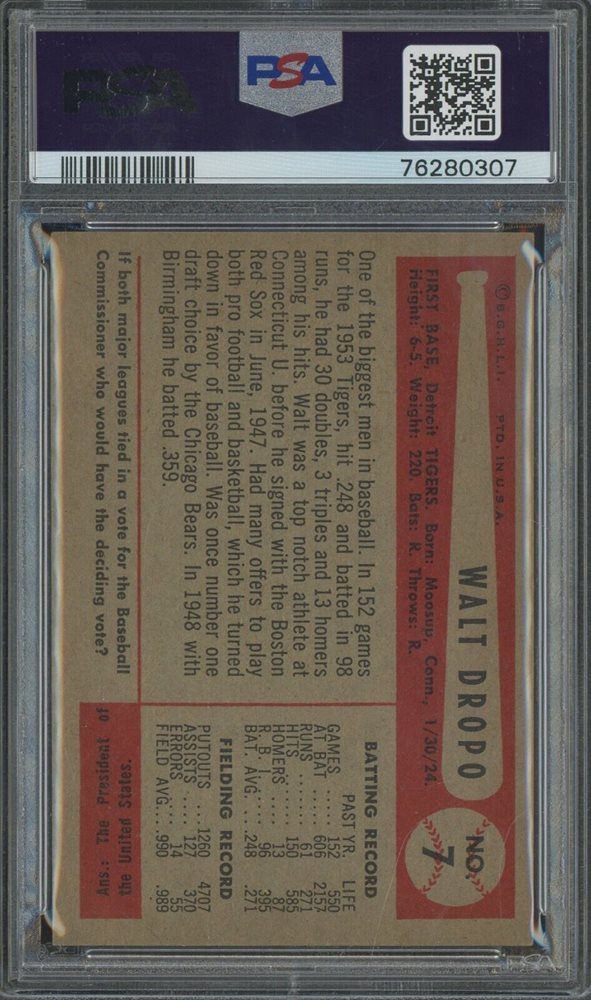 PSA
PSA
76280307
© B.G.H.L.I. PTD. IN U.S.A.
WALT DROPO
NO.
7
FIRST BASE, Detroit TIGERS. Born: Moosup, Conn., 1/30/24.
Height: 6-5. Weight: 220. Bats: R. Throws: R.
One of the biggest men in baseball. In 152 games
for the 1953 Tigers, hit .248 and batted in 98
runs, he had 30 doubles, 3 triples and 13 homers
among his hits. Walt was a top notch athlete at
Connecticut U. before he signed with the Boston
Red Sox in June, 1947. Had many offers to play
both pro football and basketball, which he turned
down in favor of baseball. Was once number one
draft choice by the Chicago Bears. In 1948 with
Birmingham he batted .359.
BATTING RECORD
PAST YR. LIFE
GAMES ..... 152 550
AT BAT ..... 606 2157
RUNS ...... 61 271
HITS ...... 150 585
HOMERS .... 13 87
R. B. I. .... 96 395
BAT. AVG. .. .248 .271
FIELDING RECORD
PUTOUTS ... 1260 4707
ASSISTS ... 127 370
ERRORS ... 14 55
FIELD AVG... .990 .989
If both major leagues tied in a vote for the Baseball
Commissioner who would have the deciding vote?
Ans.: The President of
the United States.